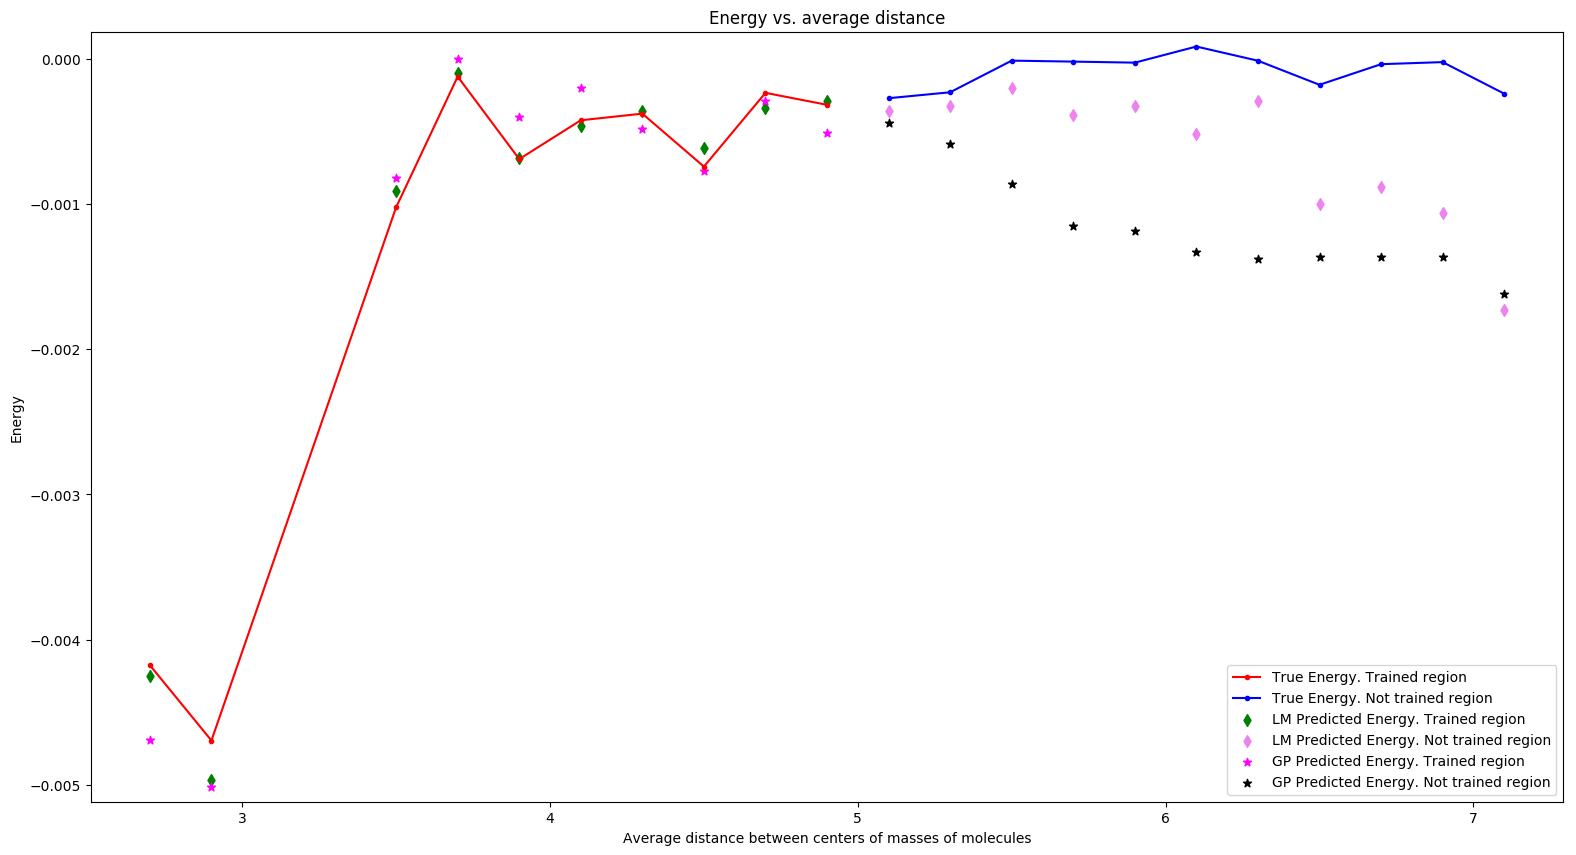 Energy vs. average distance
0.000
−0.001
−0.002
−0.003
−0.004
−0.005
Energy
3
4
5
6
7
Average distance between centers of masses of molecules
True Energy. Trained region
True Energy. Not trained region
LM Predicted Energy. Trained region
LM Predicted Energy. Not trained region
GP Predicted Energy. Trained region
GP Predicted Energy. Not trained region